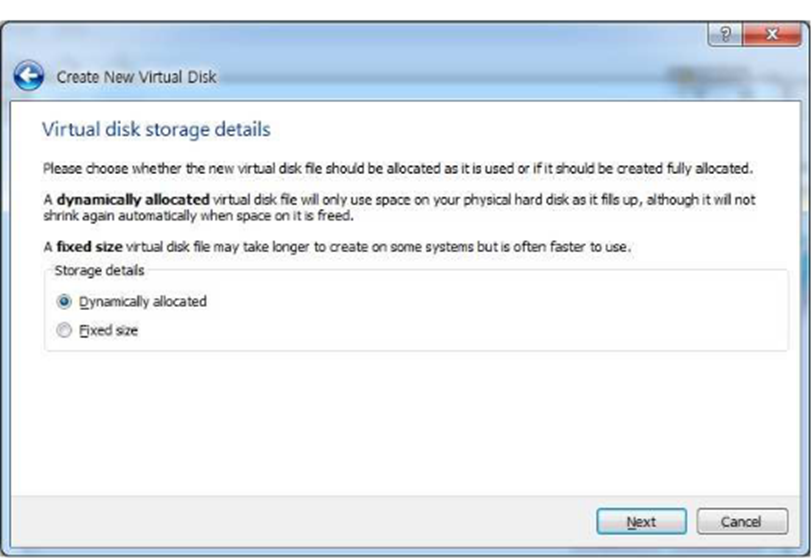 Create New Virtual Disk
Virtual disk storage details
Please choose whether the new virtual disk file should be allocated as it is used or if it should be created fully allocated.
A dynamically allocated virtual disk file will only use space on your physical hard disk as it fills up, although it will not
shrink again automatically when space on it is freed.
A fixed size virtual disk file may take longer to create on some systems but is often faster to use.
Storage details
Dynamically allocated
Fixed size
Next
Cancel